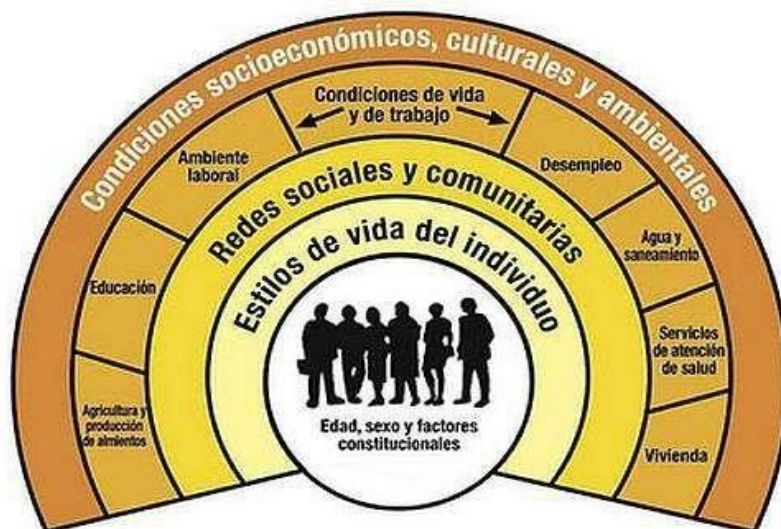 Condiciones socioeconómicos, culturales y ambientales
Condiciones de vida
y de trabajo
Ambiente
laboral
Desempleo
Redes sociales y comunitarias
Agua y
saneamiento
Educación
Estilos de vida del individuo
Servicios
de atención
de salud
Agricultura y
producción
de almientos
Edad, sexo y factores
constitucionales
Vivienda